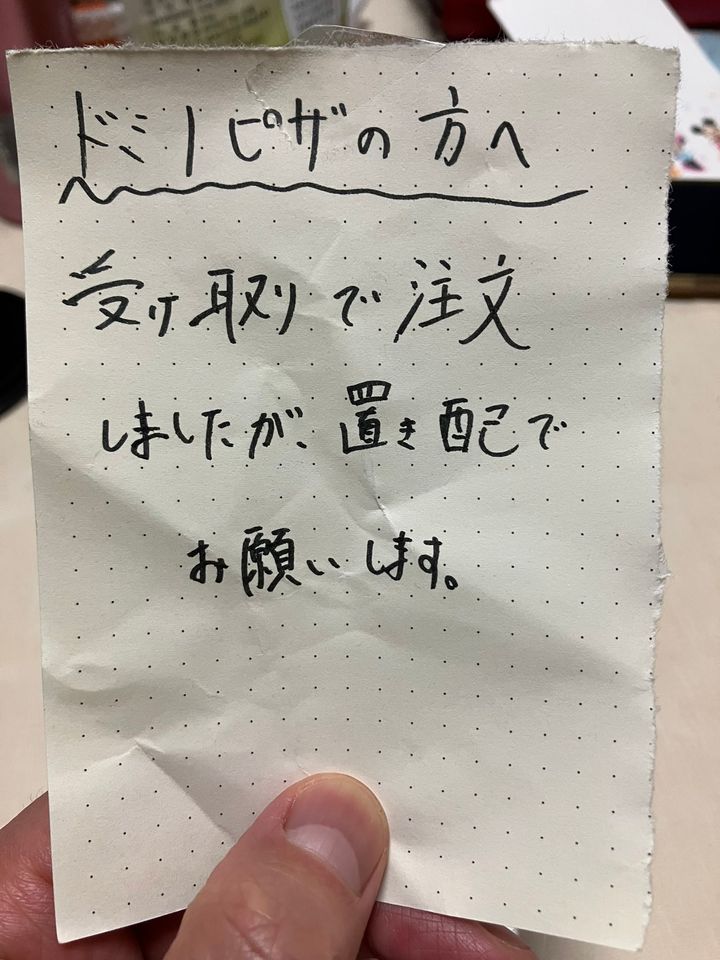 ドミノピザの方へ
受け取りで注文
しましたが、置き配で
お願いします。